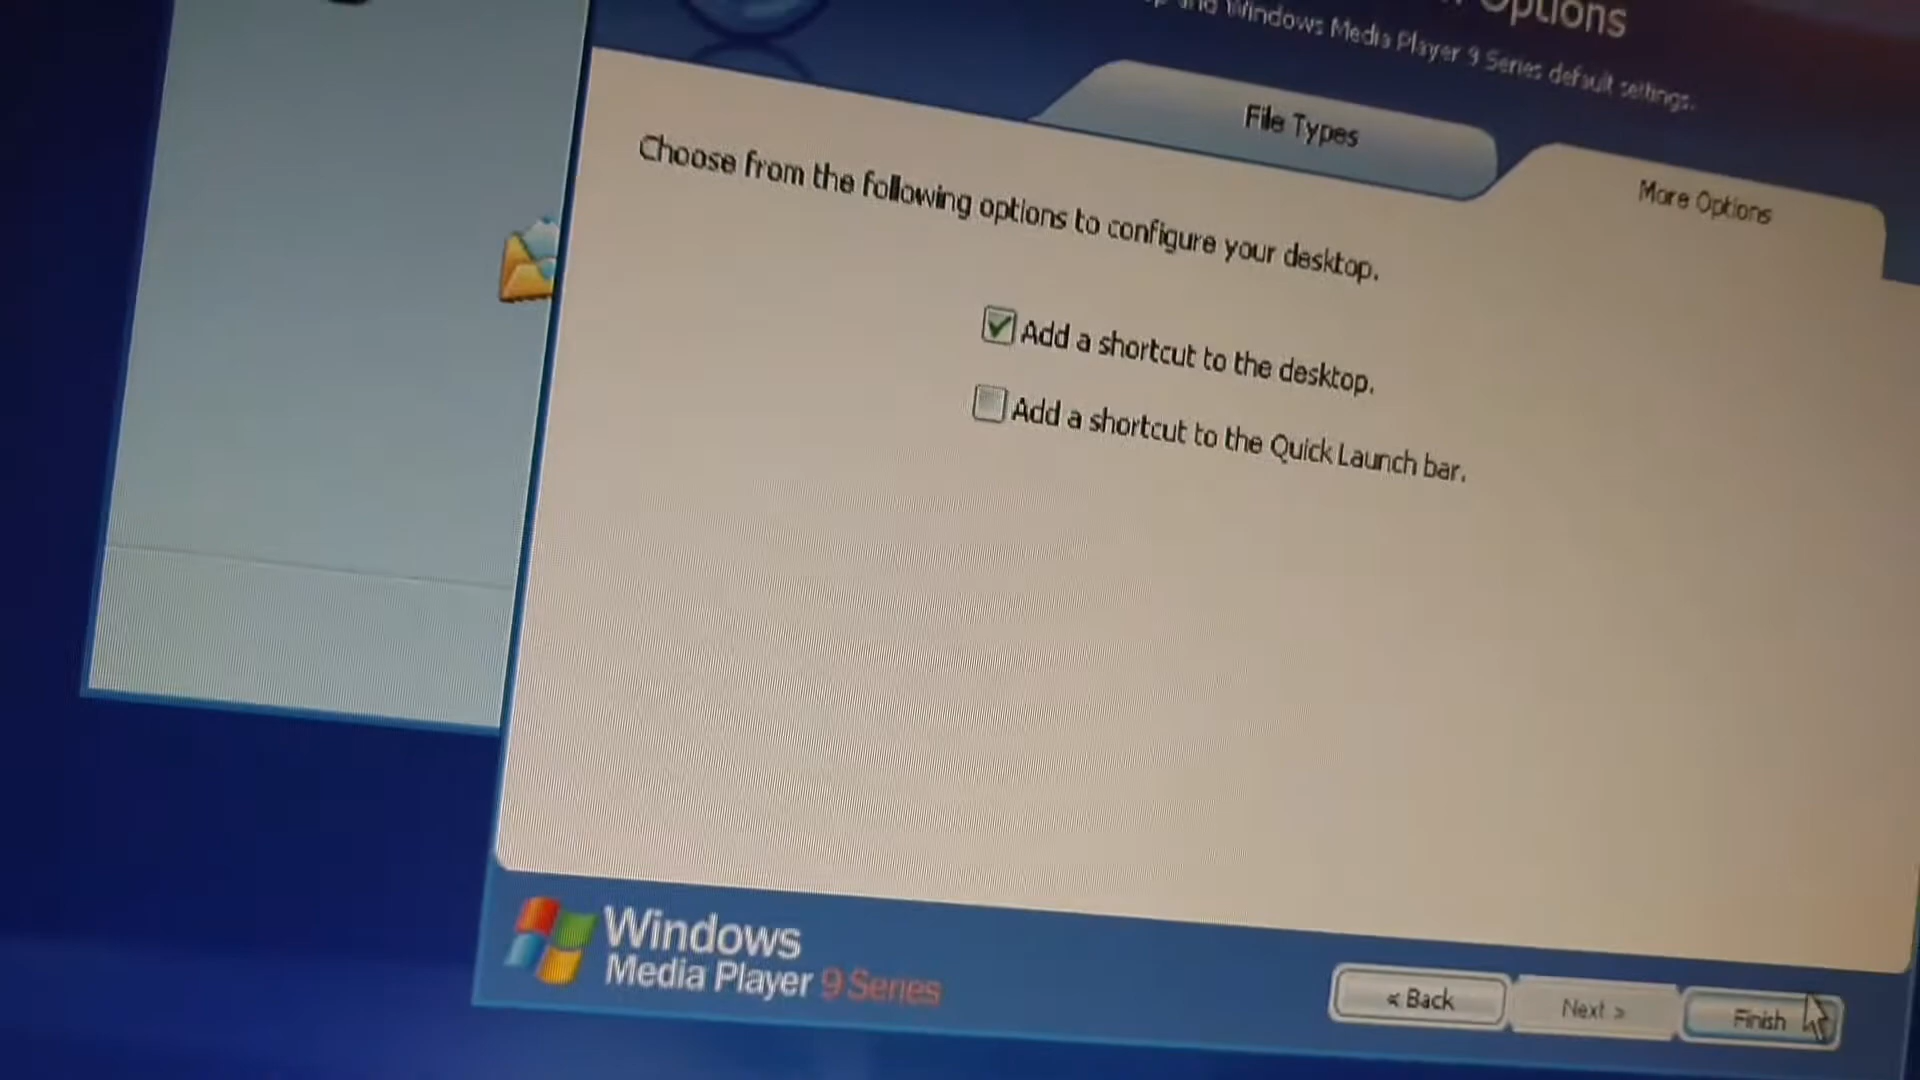 Options
and Windows Media Player 9 Series default settings.
File Types
More Options
Choose from the following options to configure your desktop.
Add a shortcut to the desktop.
Add a shortcut to the Quick Launch bar.
Windows
Media Player 9 Series
< Back
Next >
Finish